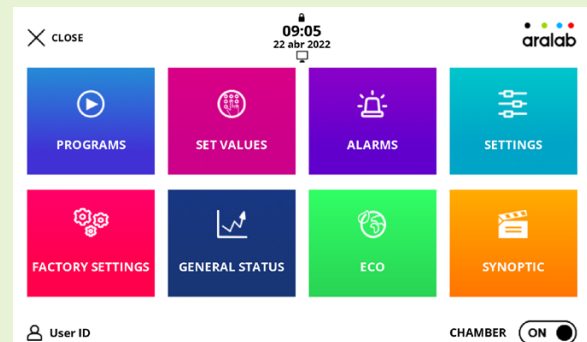 CLOSE
09:05
22 abr 2022
aralab
PROGRAMS
SET VALUES
ALARMS
SETTINGS
FACTORY SETTINGS
GENERAL STATUS
ECO
SYNOPTIC
User ID
CHAMBER ON